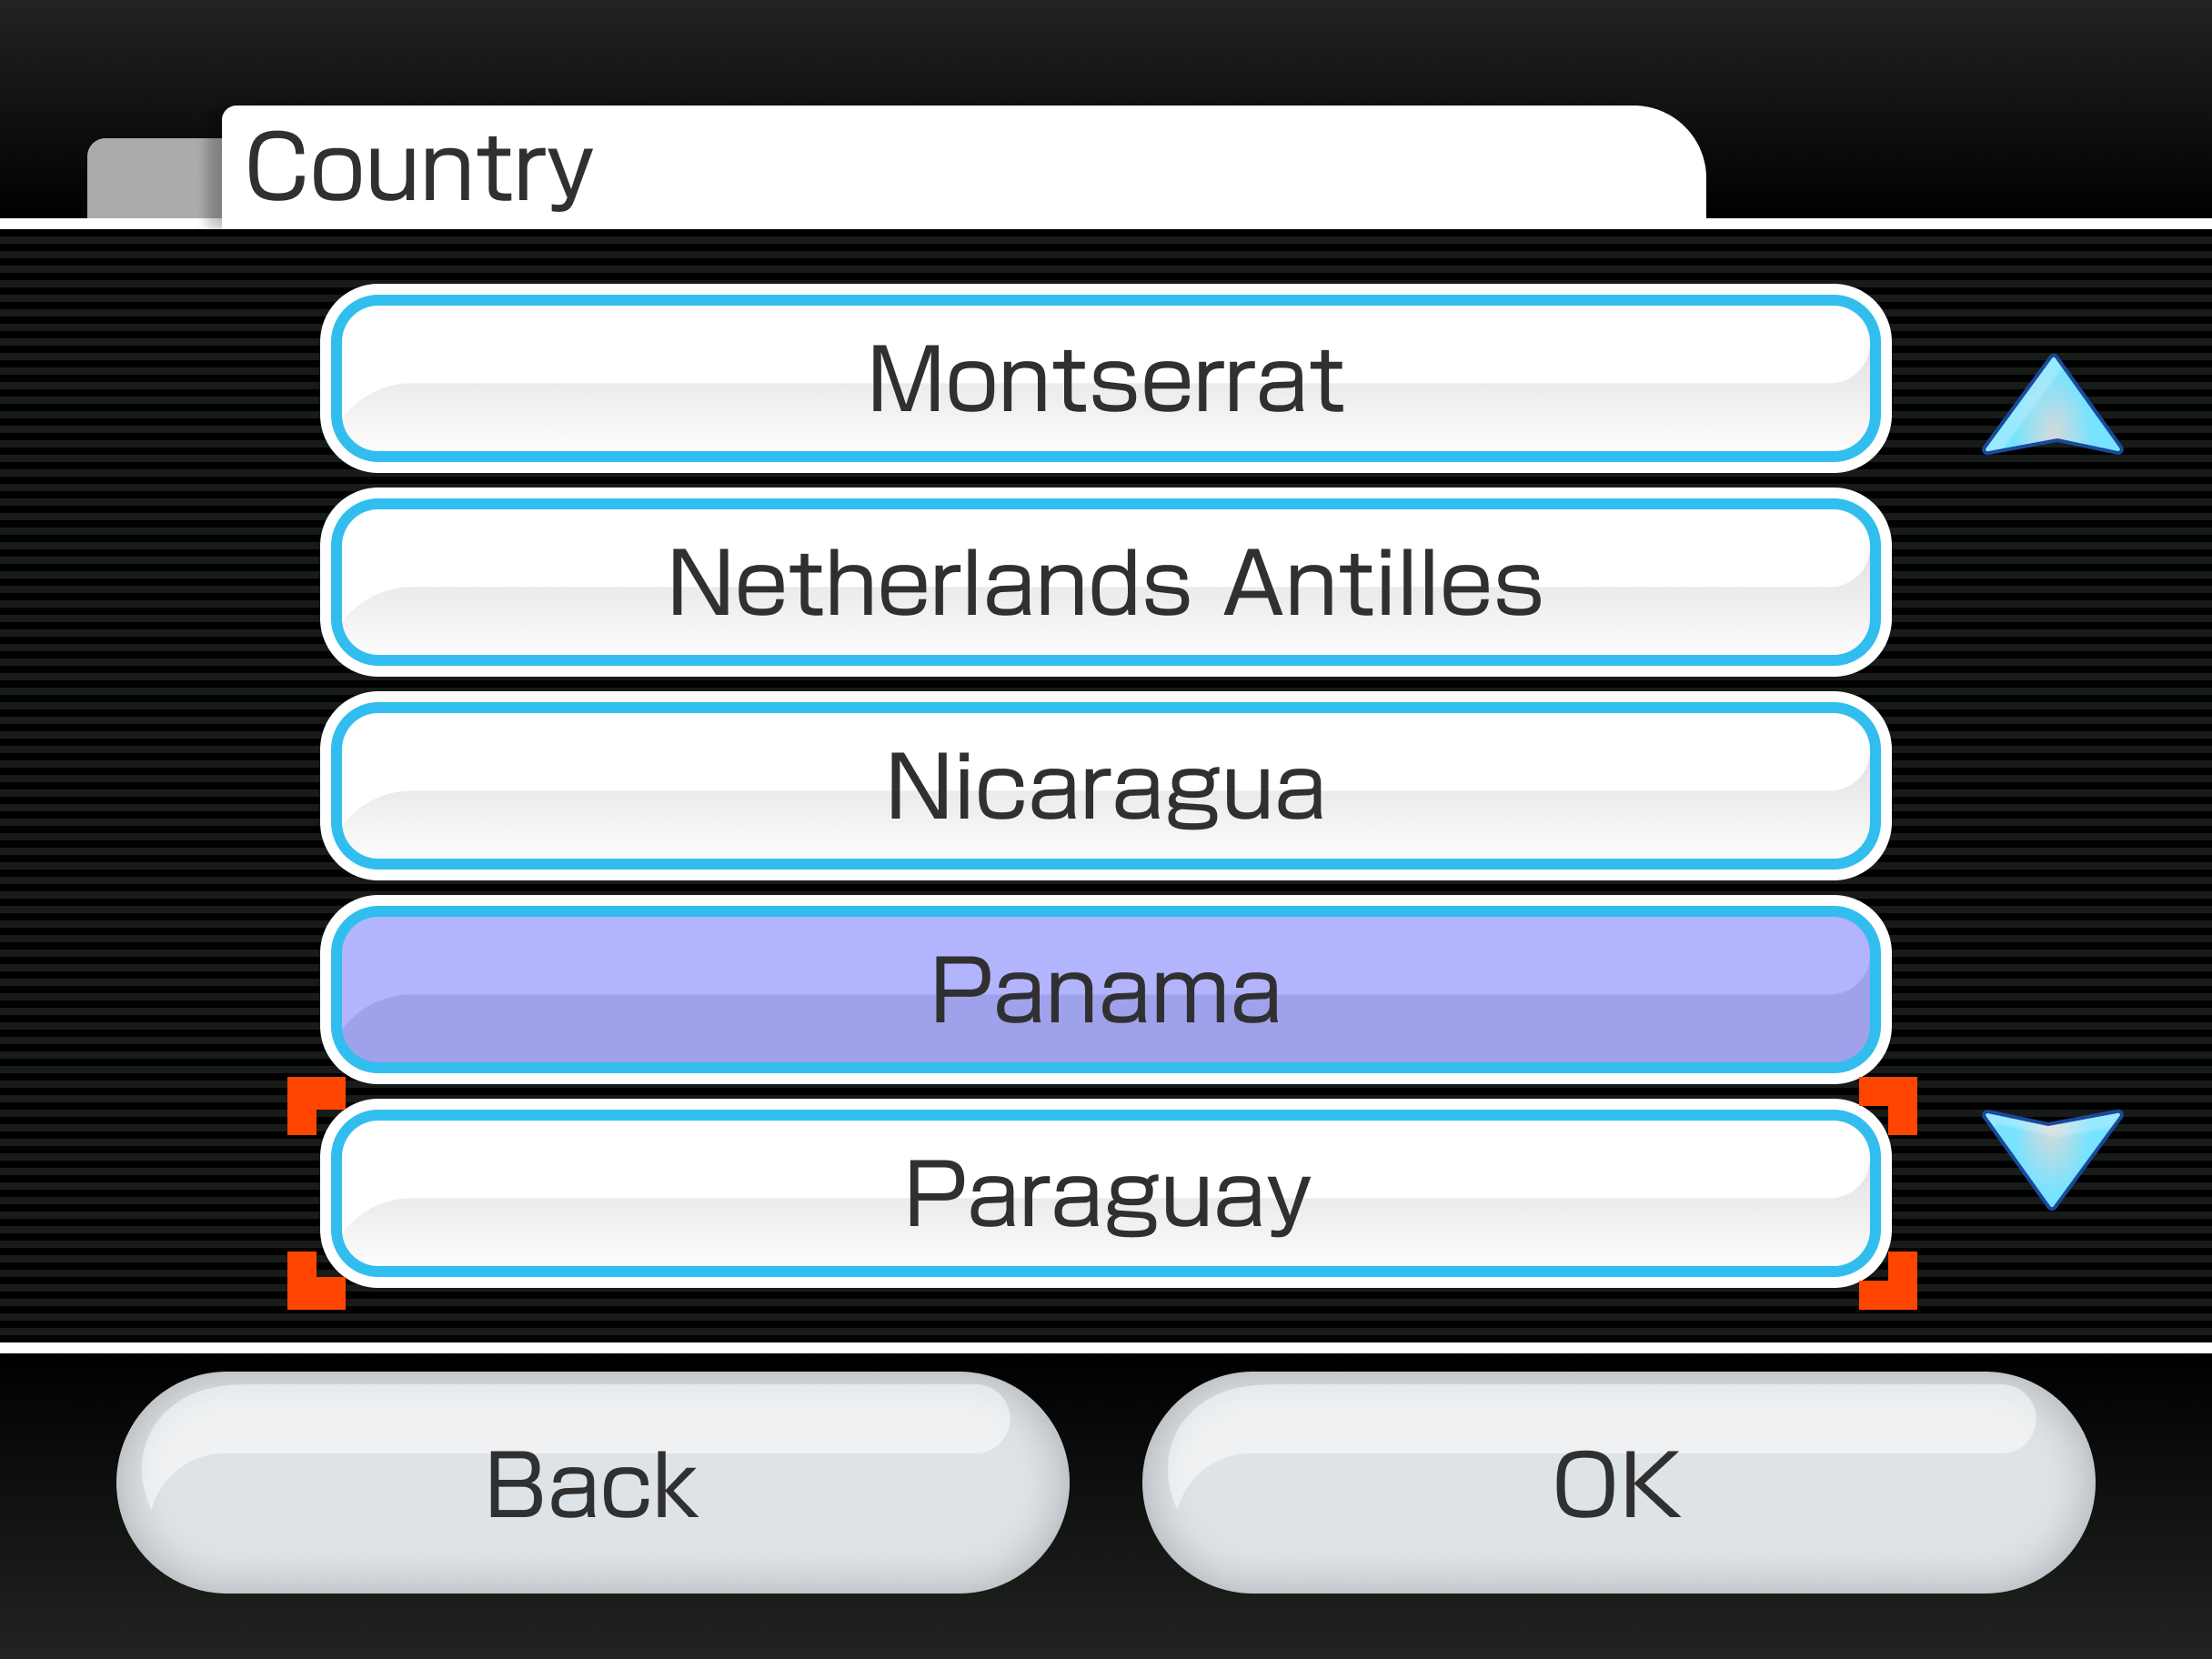 Country
Montserrat
Netherlands Antilles
Nicaragua
Panama
Paraguay
Back
OK